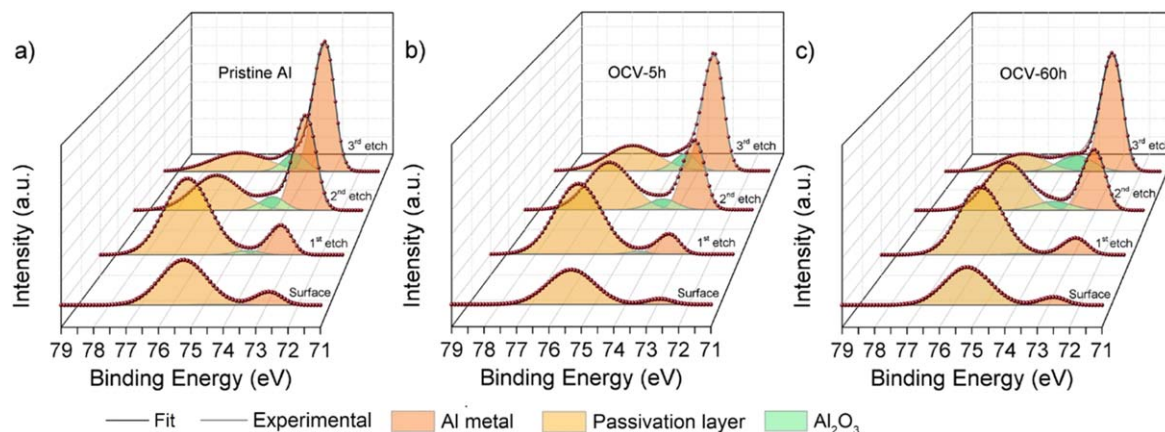 a)
Pristine Al
3rd etch
2nd etch
1st etch
Surface
Intensity (a.u.)
79 78 77 76 75 74 73 72 71
Binding Energy (eV)
b)
OCV-5h
3rd etch
2nd etch
1st etch
Surface
Intensity (a.u.)
79 78 77 76 75 74 73 72 71
Binding Energy (eV)
c)
OCV-60h
3rd etch
2nd etch
1st etch
Surface
Intensity (a.u.)
79 78 77 76 75 74 73 72 71
Binding Energy (eV)
Fit Experimental Al metal Passivation layer Al₂O₃